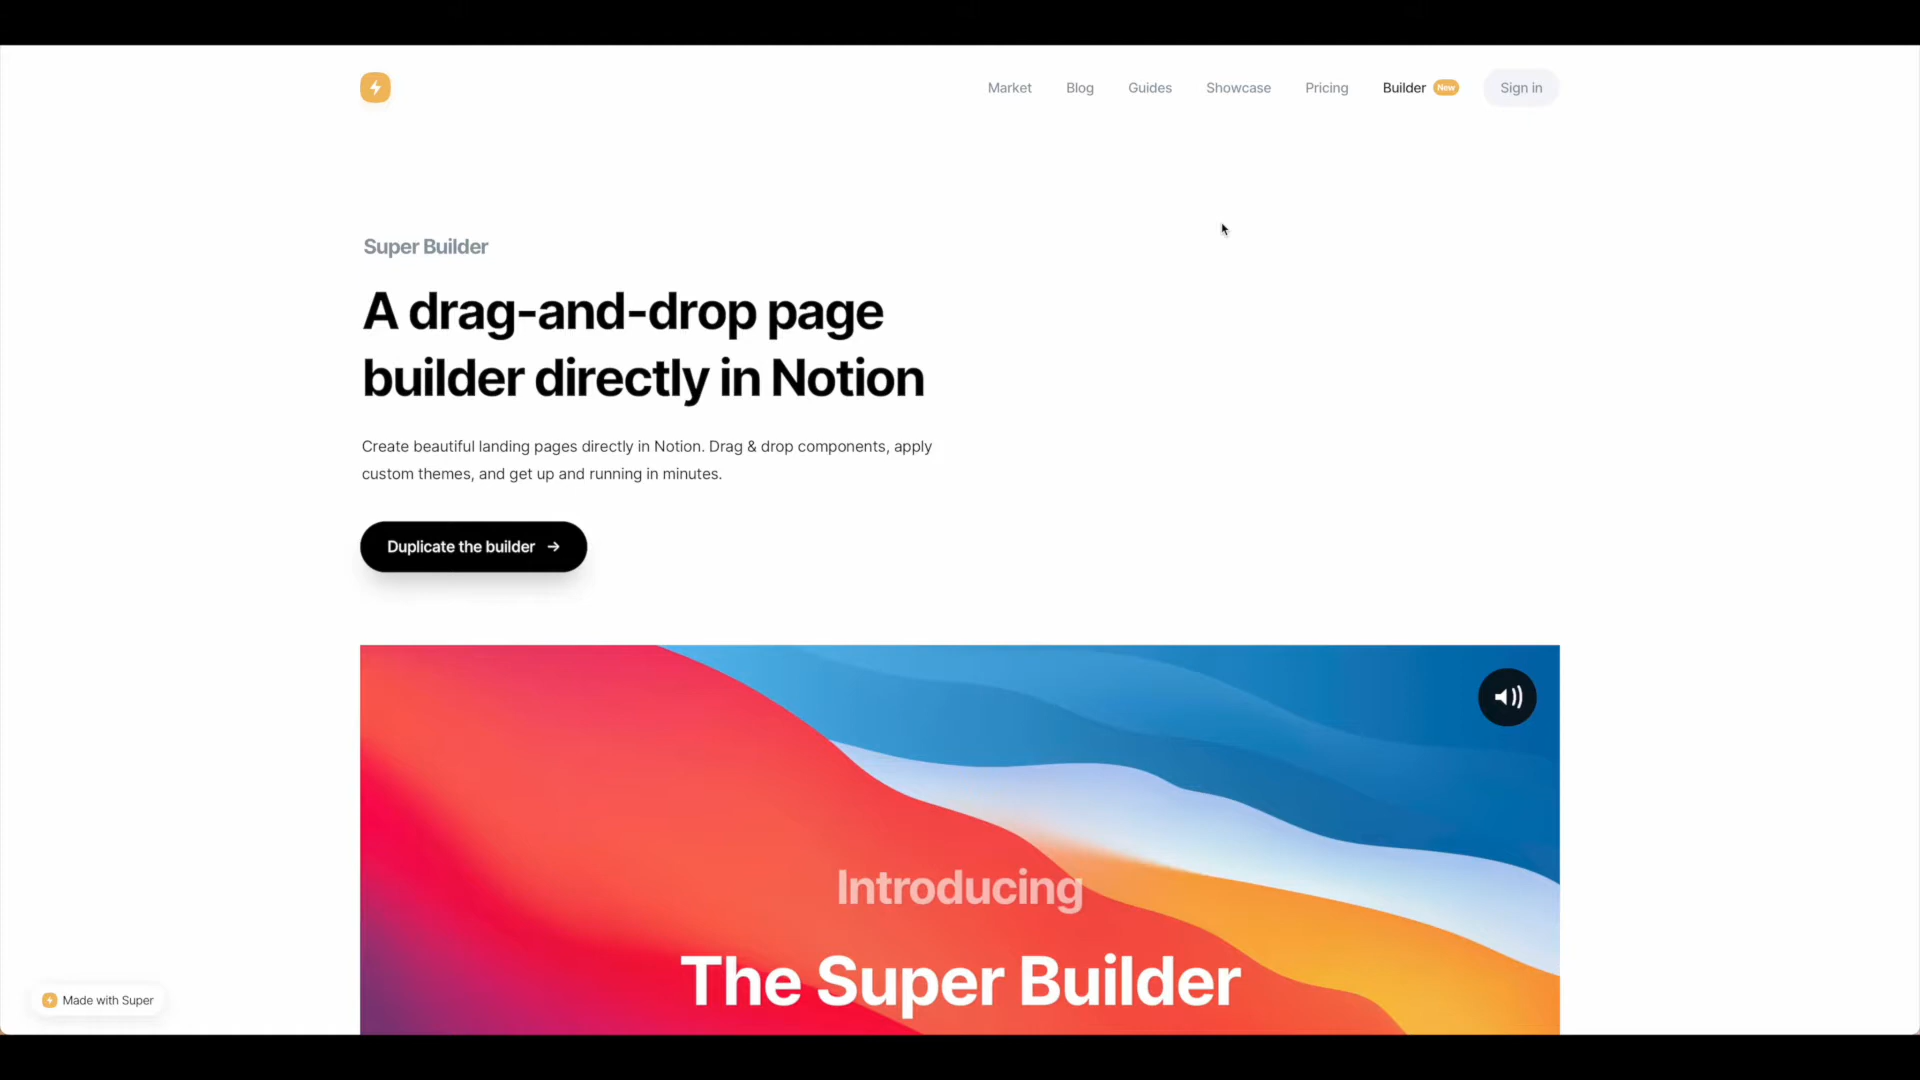 Market Blog Guides Showcase Pricing Builder New Sign in
Super Builder
A drag-and-drop page
builder directly in Notion
Create beautiful landing pages directly in Notion. Drag & drop components, apply
custom themes, and get up and running in minutes.
Duplicate the builder →
Introducing
The Super Builder
Made with Super